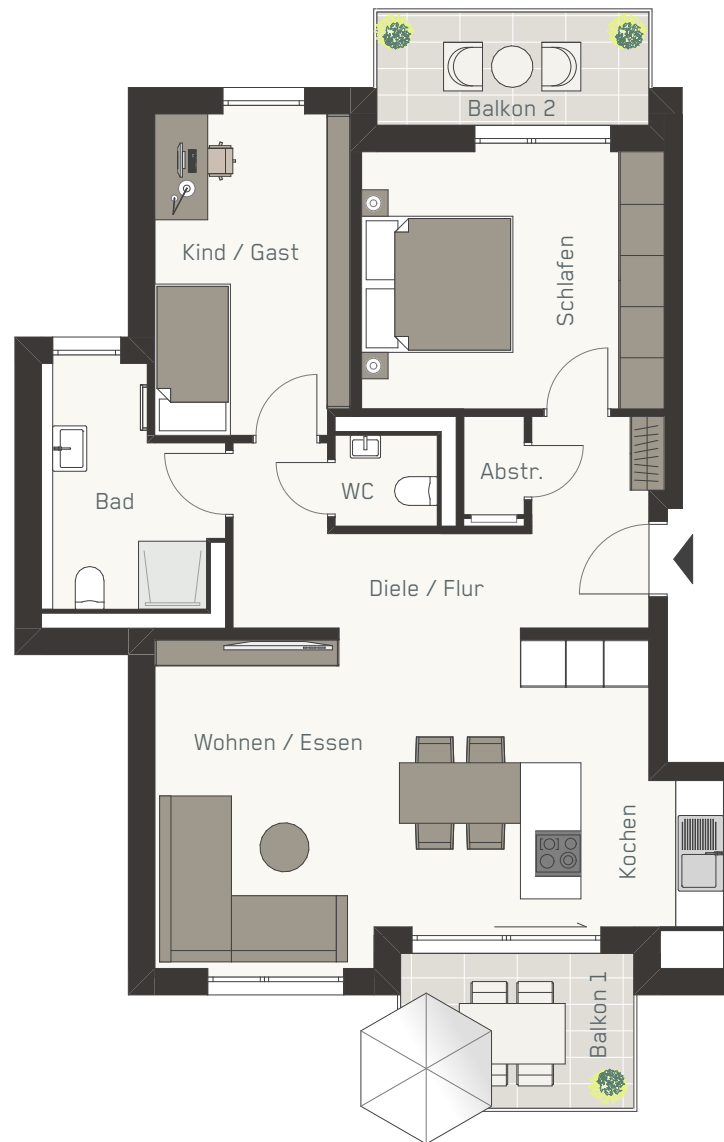 Balkon 2
Kind / Gast
Schlafen
Abstr.
WC
Bad
Diele / Flur
Wohnen / Essen
Kochen
Balkon 1